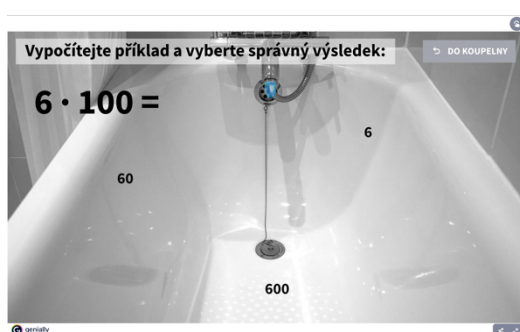 Vypočítejte příklad a vyberte správný výsledek:
DO KOUPELNY
6 · 100 =
6
60
600
genially